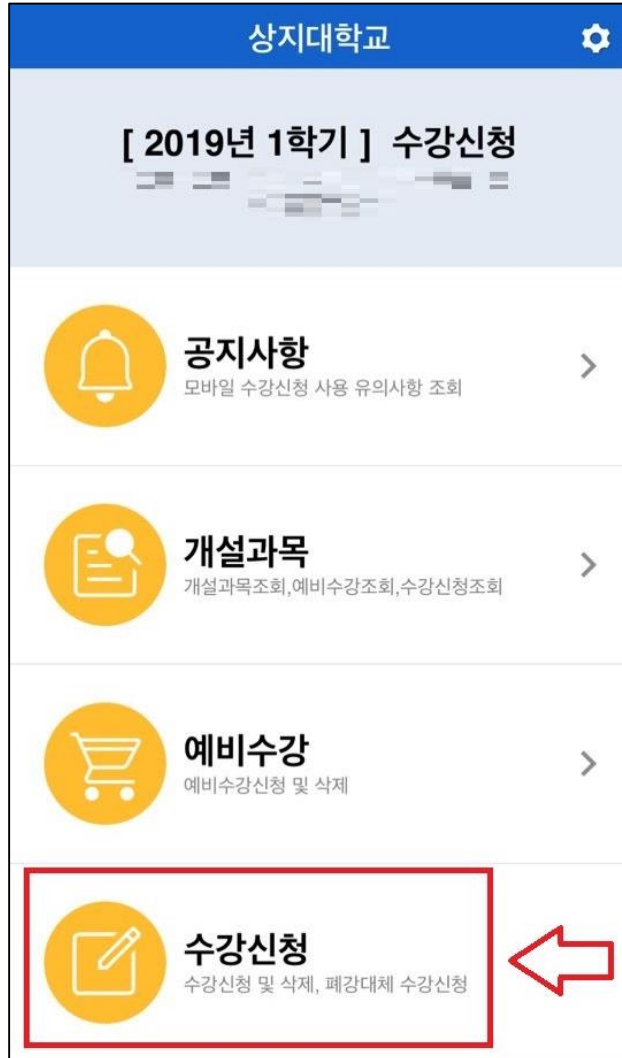 상지대학교
[ 2019년 1학기 ] 수강신청
공지사항
모바일 수강신청 사용 유의사항 조회
개설과목
개설과목조회,예비수강조회,수강신청조회
예비수강
예비수강신청 및 삭제
수강신청
수강신청 및 삭제, 폐강대체 수강신청